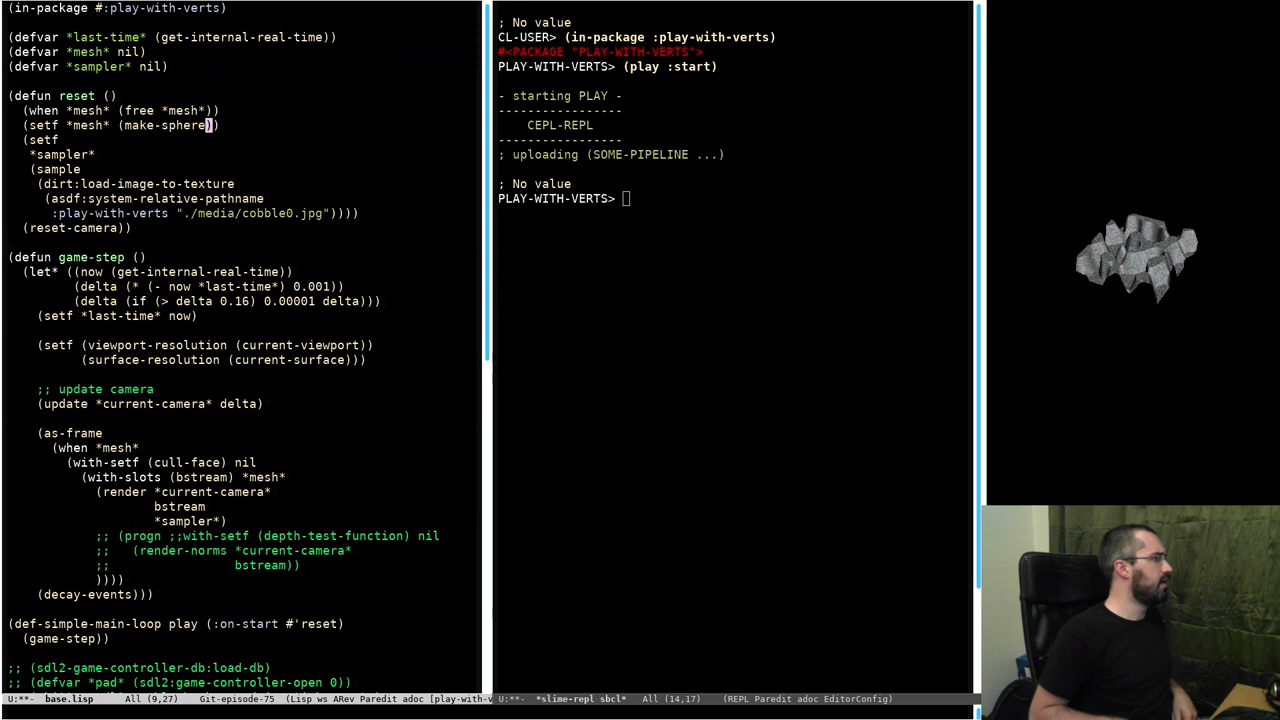 (in-package #:play-with-verts)
(defvar *last-time* (get-internal-real-time))
(defvar *mesh* nil)
(defvar *sampler* nil)
(defun reset ()
(when *mesh* (free *mesh*))
(setf *mesh* (make-sphere))
(setf
*sampler*
(sample
(dirt:load-image-to-texture
(asdf:system-relative-pathname
:play-with-verts "./media/cobble0.jpg"))))
(reset-camera))
(defun game-step ()
(let* ((now (get-internal-real-time))
(delta (* (- now *last-time*) 0.001))
(delta (if (> delta 0.16) 0.00001 delta)))
(setf *last-time* now)
(setf (viewport-resolution (current-viewport))
(surface-resolution (current-surface)))
;; update camera
(update *current-camera* delta)
(as-frame
(when *mesh*
(with-setf (cull-face) nil
(with-slots (bstream) *mesh*
(render *current-camera*
bstream
*sampler*)
;; (progn ;;with-setf (depth-test-function) nil
;;   (render-norms *current-camera*
;;                 bstream))
))))
(decay-events)))
(def-simple-main-loop play (:on-start #'reset)
(game-step))
;; (sdl2-game-controller-db:load-db)
;; (defvar *pad* (sdl2:game-controller-open 0))
U:**-  base.lisp      All (9,27)     Git-episode-75  (Lisp ws ARev Paredit adoc [play-with-v
; No value
CL-USER> (in-package :play-with-verts)
#<PACKAGE "PLAY-WITH-VERTS">
PLAY-WITH-VERTS> (play :start)
- starting PLAY -
-----------------
CEPL-REPL
-----------------
; uploading (SOME-PIPELINE ...)
; No value
PLAY-WITH-VERTS>
U:**-  *slime-repl sbcl*   All (14,17)     (REPL Paredit adoc EditorConfig)